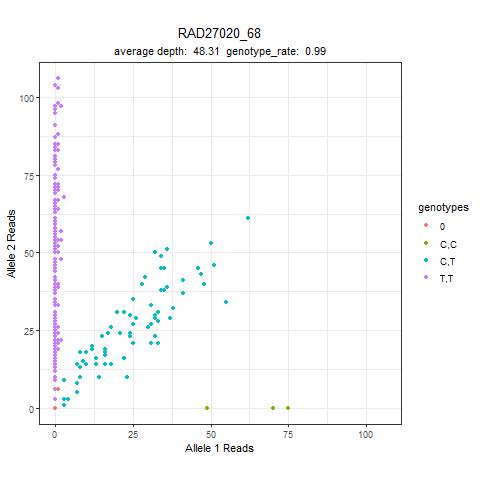 RAD27020_68
average depth: 48.31 genotype_rate: 0.99
Allele 2 Reads
100
75
50
25
0
0 25 50 75 100
Allele 1 Reads
genotypes
0
C,C
C,T
T,T